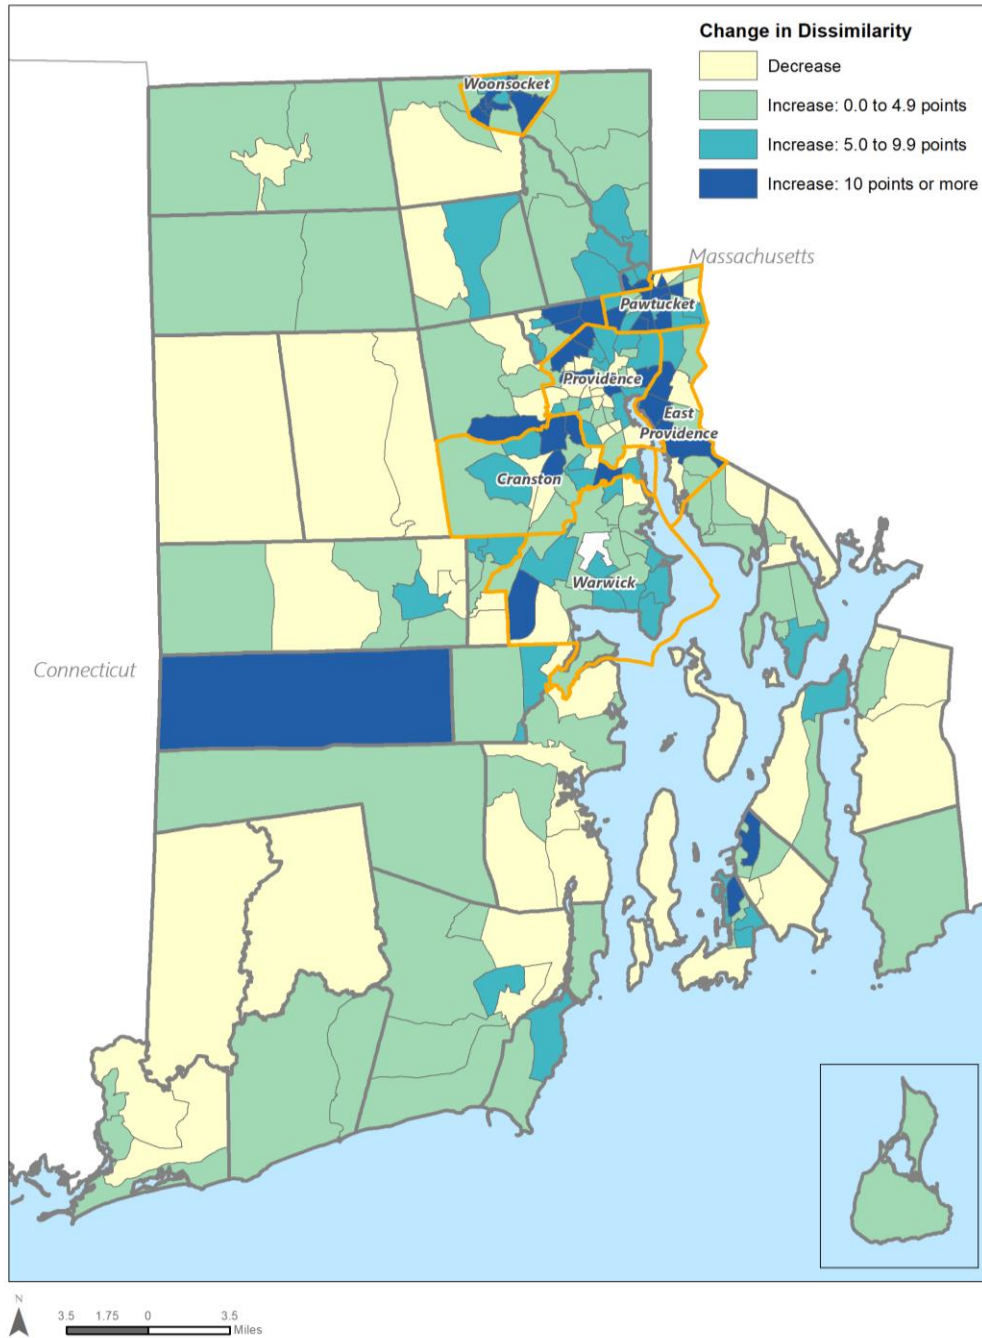 Change in Dissimilarity
Decrease
Increase: 0.0 to 4.9 points
Increase: 5.0 to 9.9 points
Increase: 10 points or more
Woonsocket
Massachusetts
Pawtucket
Providence
East
Providence
Cranston
Warwick
Connecticut
N
3.5 1.75 0 3.5
Miles